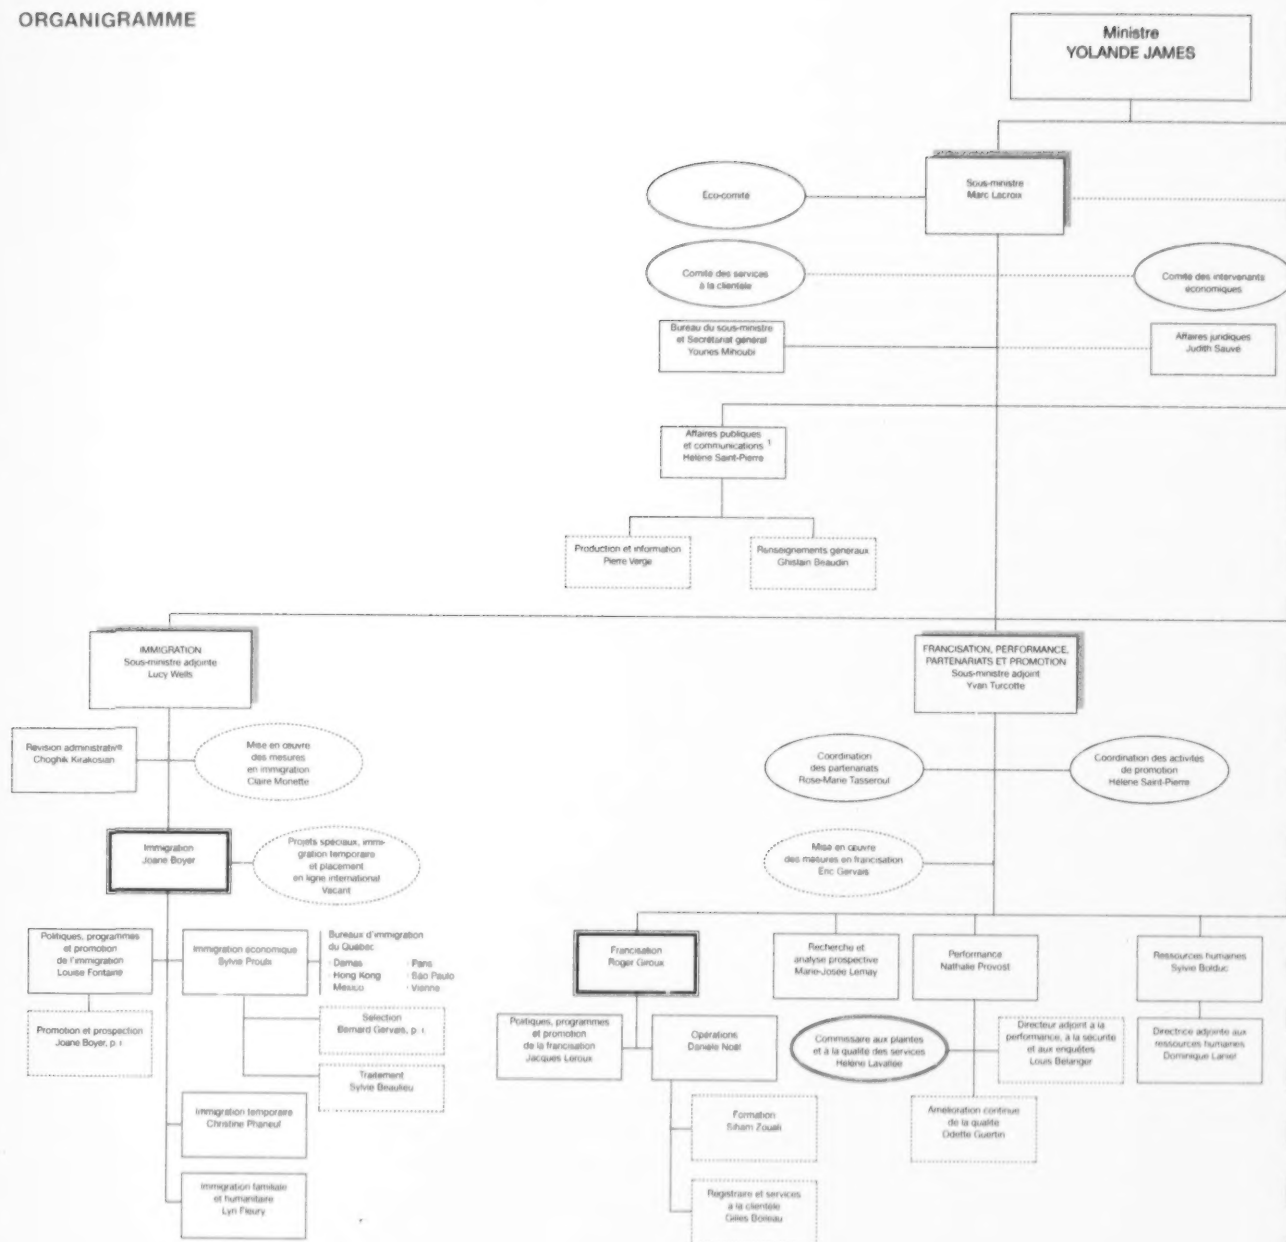 ORGANIGRAMME
Ministre
YOLANDE JAMES
Sous-ministre
Marc Lacroix
Éco-comité
Comité des services
à la clientèle
Comité des intervenants
économiques
Bureau du sous-ministre
et Secrétariat général
Younes Mihoubi
Affaires juridiques
Judith Sauvé
Affaires publiques
et communications 1
Hélène Saint-Pierre
Production et information
Pierre Verge
Renseignements généraux
Ghislain Beaudin
IMMIGRATION
Sous-ministre adjointe
Lucy Wells
FRANCISATION, PERFORMANCE,
PARTENARIATS ET PROMOTION
Sous-ministre adjoint
Yvan Turcotte
Révision administrative
Choghik Kirakosian
Mise en œuvre
des mesures
en immigration
Claire Monette
Coordination
des partenariats
Rose-Marie Tasseroul
Coordination des activités
de promotion
Hélène Saint-Pierre
Immigration
Joane Boyer
Projets spéciaux, immi-
gration temporaire
et placement
en ligne international
Vacant
Mise en œuvre
des mesures en francisation
Éric Gervais
Politiques, programmes
et promotion
de l'immigration
Louise Fontaine
Immigration économique
Sylvie Proulx
Bureaux d'immigration
du Québec
· Damas
· Paris
· Hong Kong
· São Paulo
· Mexico
· Vienne
Francisation
Roger Giroux
Recherche et
analyse prospective
Marie-Josée Lemay
Performance
Nathalie Provost
Ressources humaines
Sylvie Bolduc
Promotion et prospection
Joane Boyer, p. i.
Sélection
Bernard Gervais, p. i.
Traitement
Sylvie Beaulieu
Politiques, programmes
et promotion
de la francisation
Jacques Leroux
Opérations
Danièle Noël
Commissaire aux plaintes
et à la qualité des services
Hélène Lavallée
Directeur adjoint à la
performance, à la sécurité
et aux enquêtes
Louis Bélanger
Directrice adjointe aux
ressources humaines
Dominique Laniel
Immigration temporaire
Christine Phaneuf
Formation
Siham Zouali
Amélioration continue
de la qualité
Odette Guertin
Immigration familiale
et humanitaire
Lyn Fleury
Registraire et services
à la clientèle
Gilles Boileau